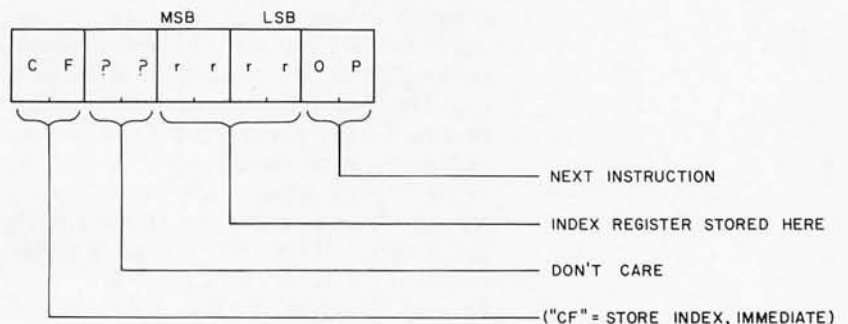 MSB LSB
C F ? ? r r r r O P
NEXT INSTRUCTION
INDEX REGISTER STORED HERE
DON'T CARE
("CF" = STORE INDEX, IMMEDIATE)